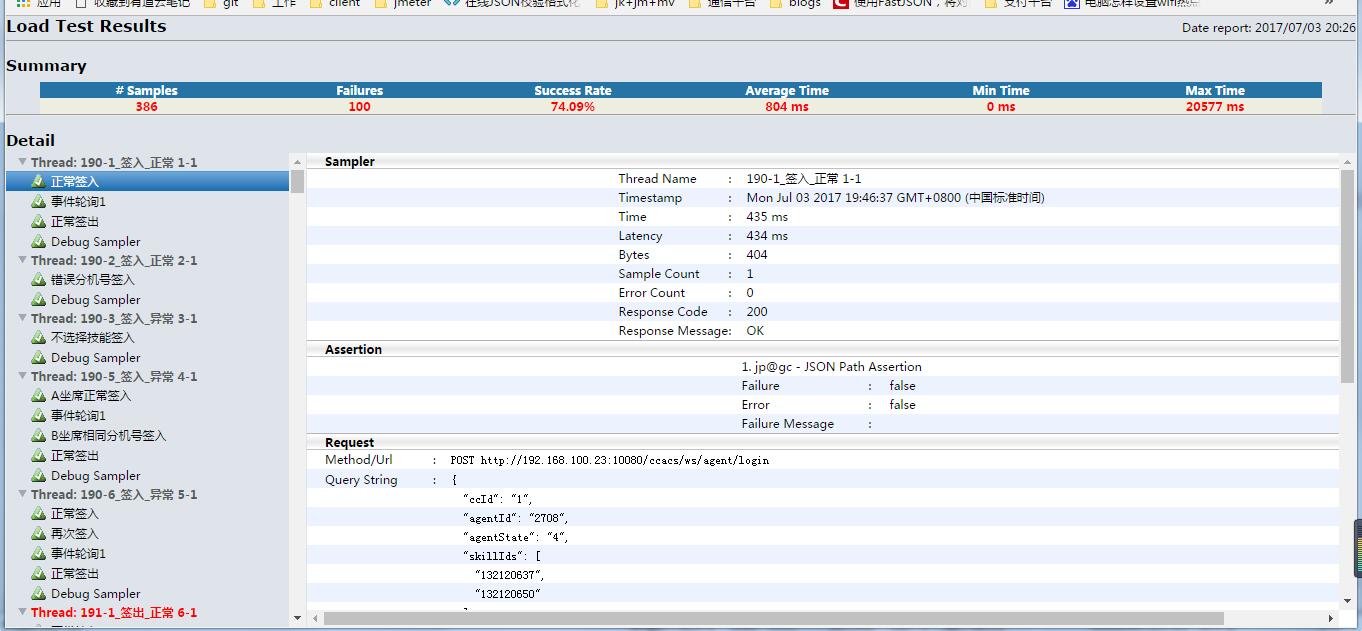 应用 收藏到有道云笔记 git 工作 client jmeter 在线JSON校验格式化 jk+jm+mv 通信平台 blogs 使用FastJSON，将对 支付平台 电脑怎样设置wifi热点 »
Load Test Results
Date report: 2017/07/03 20:26
Summary
# Samples Failures Success Rate Average Time Min Time Max Time
386 100 74.09% 804 ms 0 ms 20577 ms
Detail
Thread: 190-1_签入_正常 1-1
正常签入
事件轮询1
正常签出
Debug Sampler
Thread: 190-2_签入_正常 2-1
错误分机号签入
Debug Sampler
Thread: 190-3_签入_异常 3-1
不选择技能签入
Debug Sampler
Thread: 190-5_签入_异常 4-1
A坐席正常签入
事件轮询1
B坐席相同分机号签入
正常签出
Debug Sampler
Thread: 190-6_签入_异常 5-1
正常签入
再次签入
事件轮询1
正常签出
Debug Sampler
Thread: 191-1_签出_正常 6-1
Sampler
Thread Name : 190-1_签入_正常 1-1
Timestamp : Mon Jul 03 2017 19:46:37 GMT+0800 (中国标准时间)
Time : 435 ms
Latency : 434 ms
Bytes : 404
Sample Count : 1
Error Count : 0
Response Code : 200
Response Message: OK
Assertion
1. jp@gc - JSON Path Assertion
Failure : false
Error : false
Failure Message :
Request
Method/Url : POST http://192.168.100.23:10080/ccacs/ws/agent/login
Query String : {
"ccId": "1",
"agentId": "2708",
"agentState": "4",
"skillIds": [
"132120637",
"132120650"